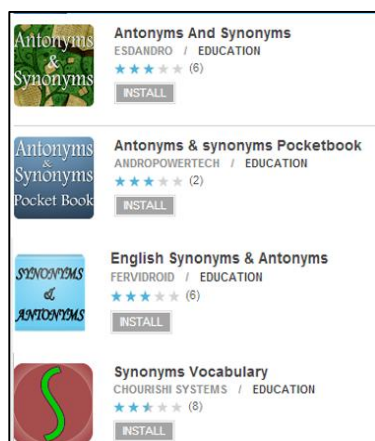 Antonyms
&
Synonyms
Antonyms And Synonyms
ESDANDRO / EDUCATION
(6)
INSTALL
Antonyms
&
Synonyms
Pocket Book
Antonyms & synonyms Pocketbook
ANDROPOWERTECH / EDUCATION
(2)
INSTALL
SYNONYMS
&
ANTONYMS
English Synonyms & Antonyms
FERVIDROID / EDUCATION
(6)
INSTALL
S
Synonyms Vocabulary
CHOURISHI SYSTEMS / EDUCATION
(8)
INSTALL